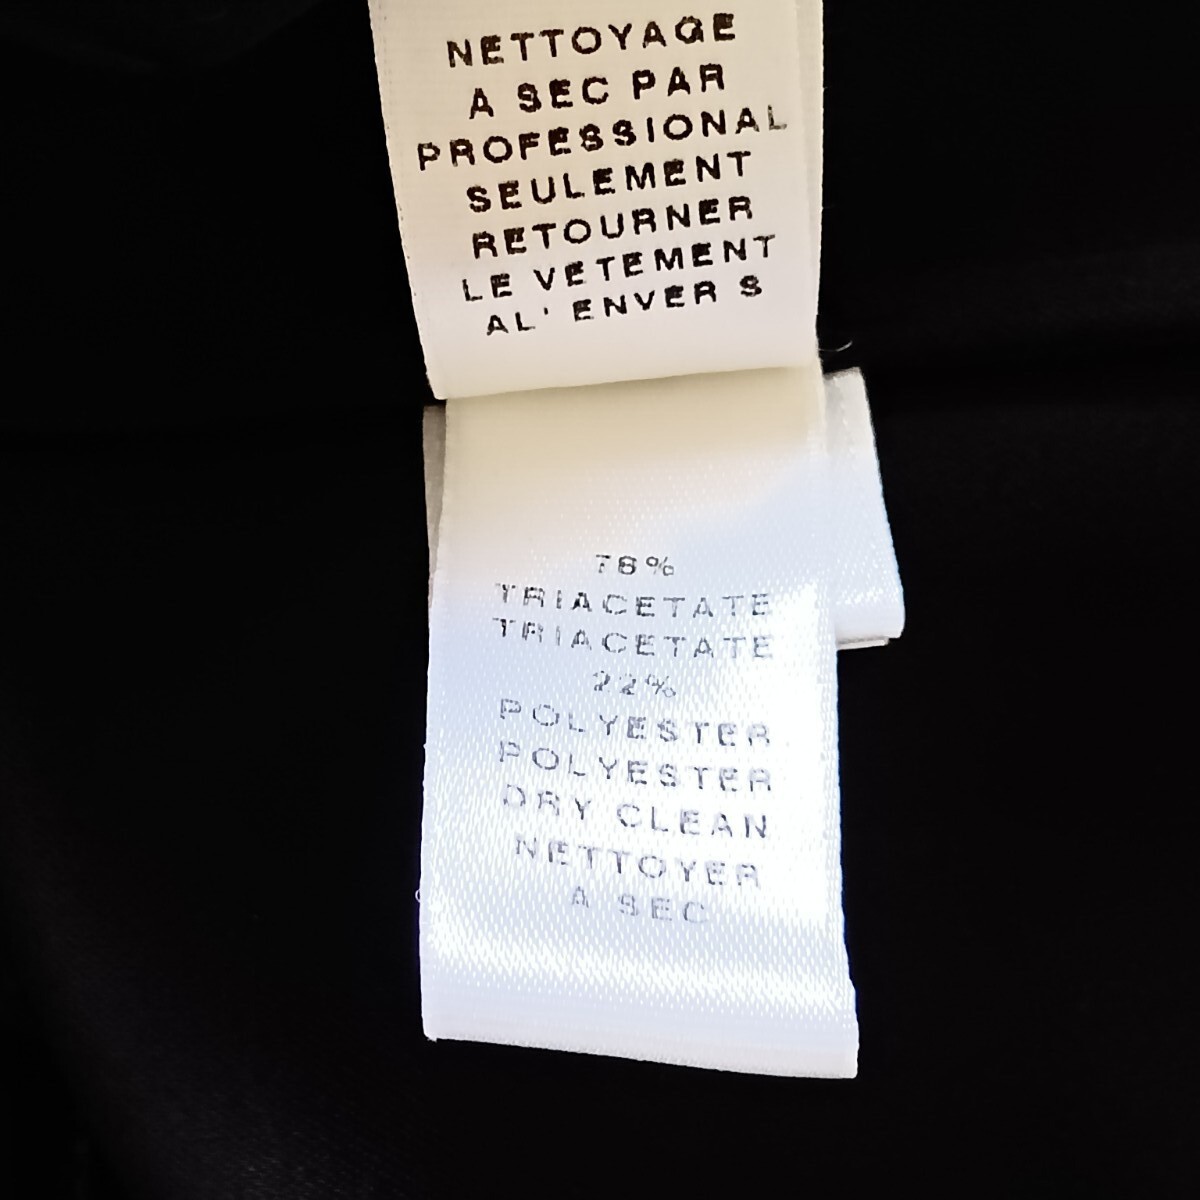 NETTOYAGE
A SEC PAR
PROFESSIONAL
SEULEMENT
RETOURNER
LE VETEMENT
AL' ENVER S
78%
TRIACETATE
TRIACETATE
22%
POLYESTER
POLYESTER
DRY CLEAN
NETTOYER
A SEC